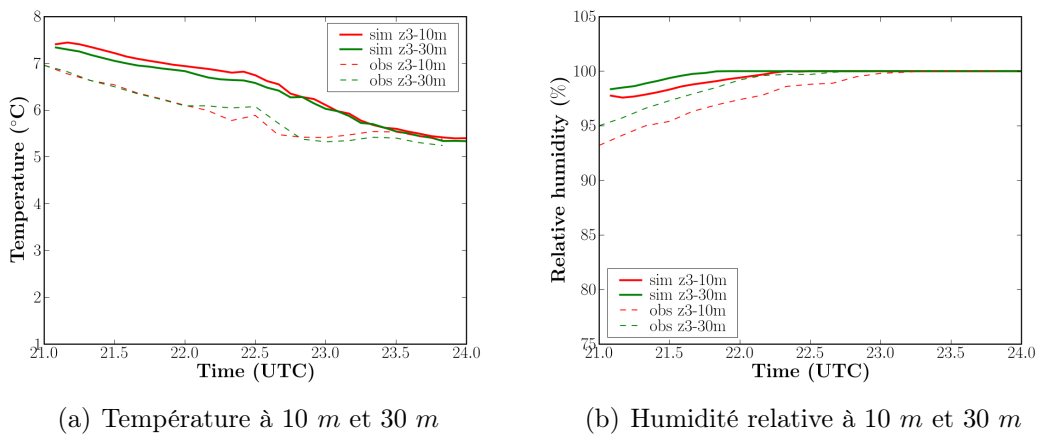 8
7
6
5
4
3
2
1
Temperature (°C)
21.0 21.5 22.0 22.5 23.0 23.5 24.0
Time (UTC)
sim z3-10m
sim z3-30m
obs z3-10m
obs z3-30m
(a) Température à 10 m et 30 m
105
100
95
90
85
80
75
Relative humidity (%)
21.0 21.5 22.0 22.5 23.0 23.5 24.0
Time (UTC)
sim z3-10m
sim z3-30m
obs z3-10m
obs z3-30m
(b) Humidité relative à 10 m et 30 m